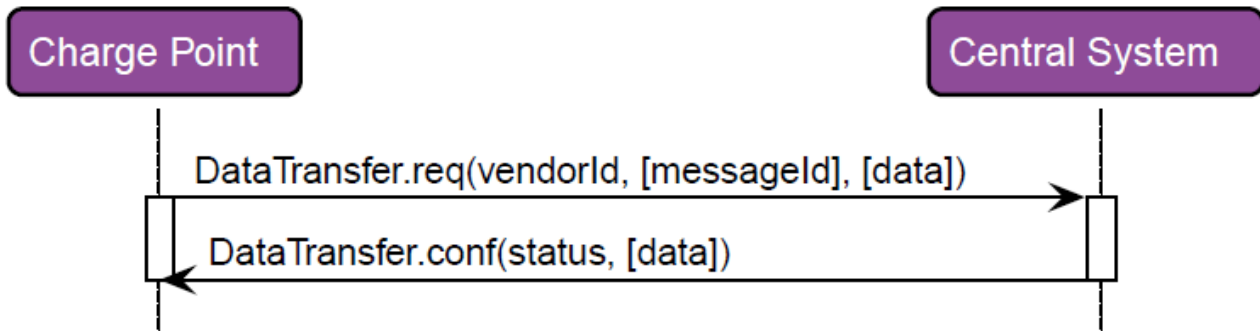 Charge Point
Central System
DataTransfer.req(vendorId, [messageId], [data])
DataTransfer.conf(status, [data])